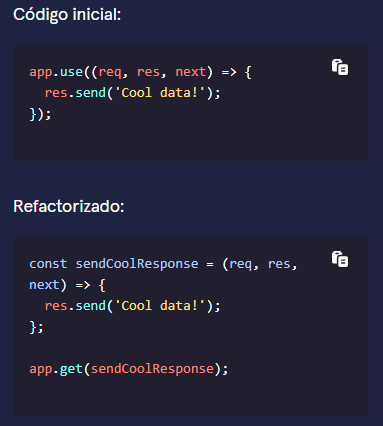 Código inicial:
app.use((req, res, next) => {
  res.send('Cool data!');
});
Refactorizado:
const sendCoolResponse = (req, res,
next) => {
  res.send('Cool data!');
};
app.get(sendCoolResponse);